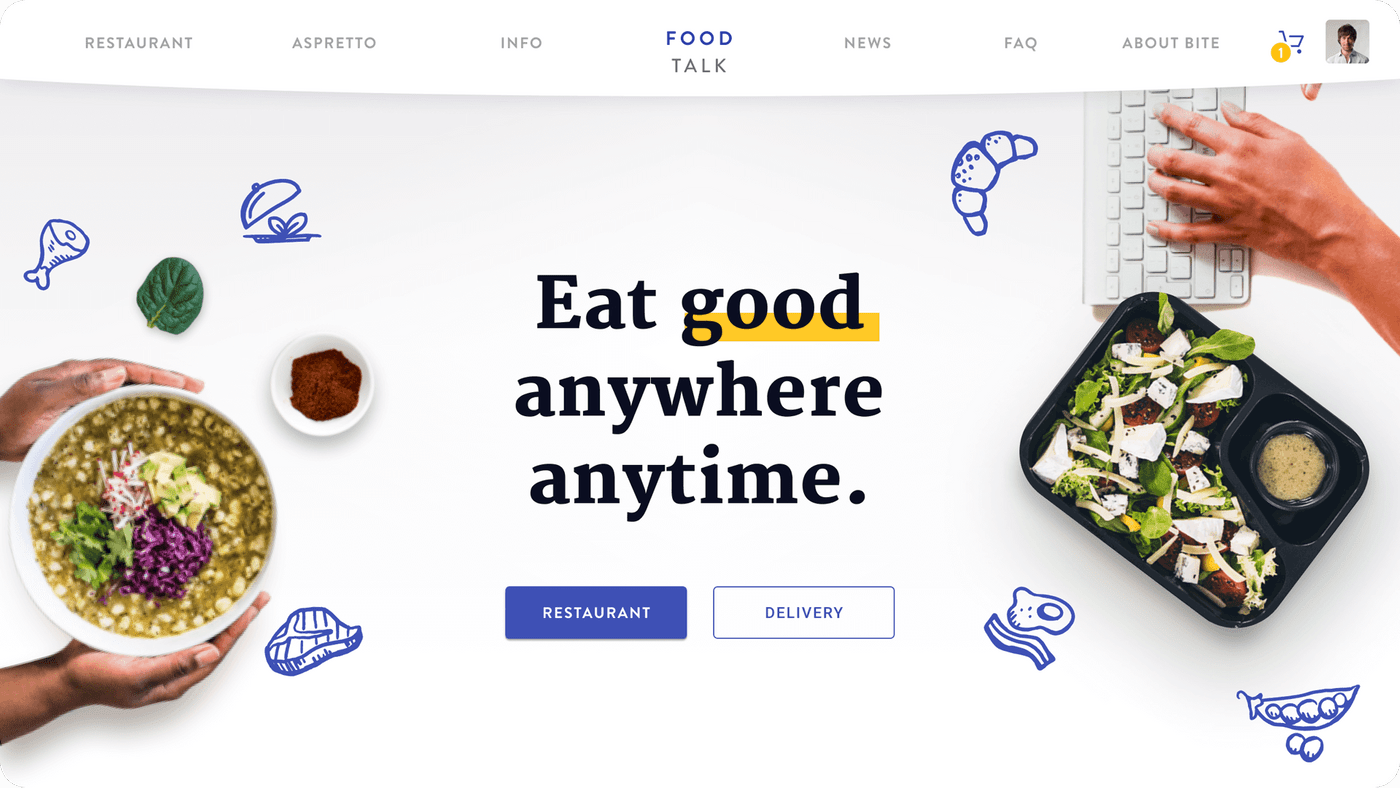 RESTAURANT ASPRETTO INFO FOOD TALK NEWS FAQ ABOUT BITE 1
Eat good
anywhere
anytime.
RESTAURANT DELIVERY